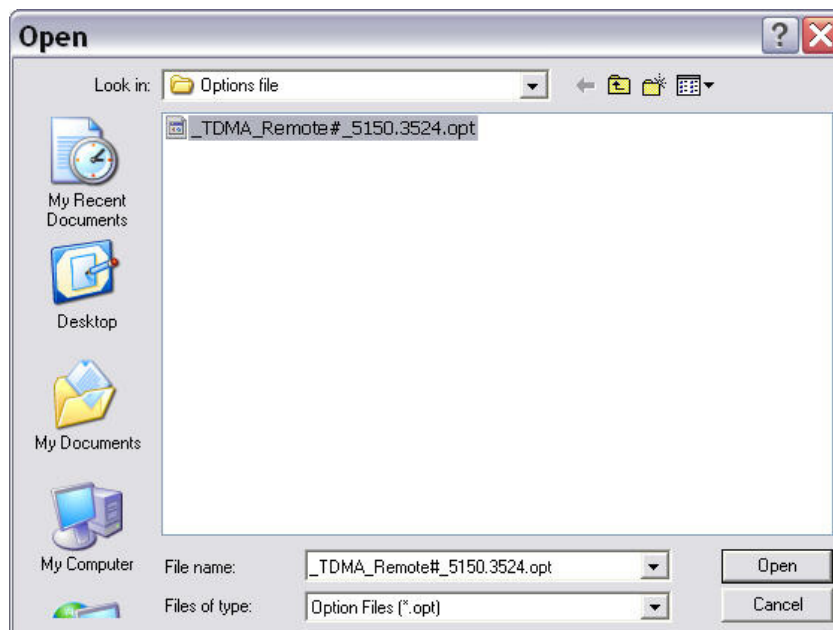 Open
Look in: Options file
_TDMA_Remote#_5150.3524.opt
My Recent
Documents
Desktop
My Documents
My Computer
File name: _TDMA_Remote#_5150.3524.opt Open
Files of type: Option Files (*.opt) Cancel